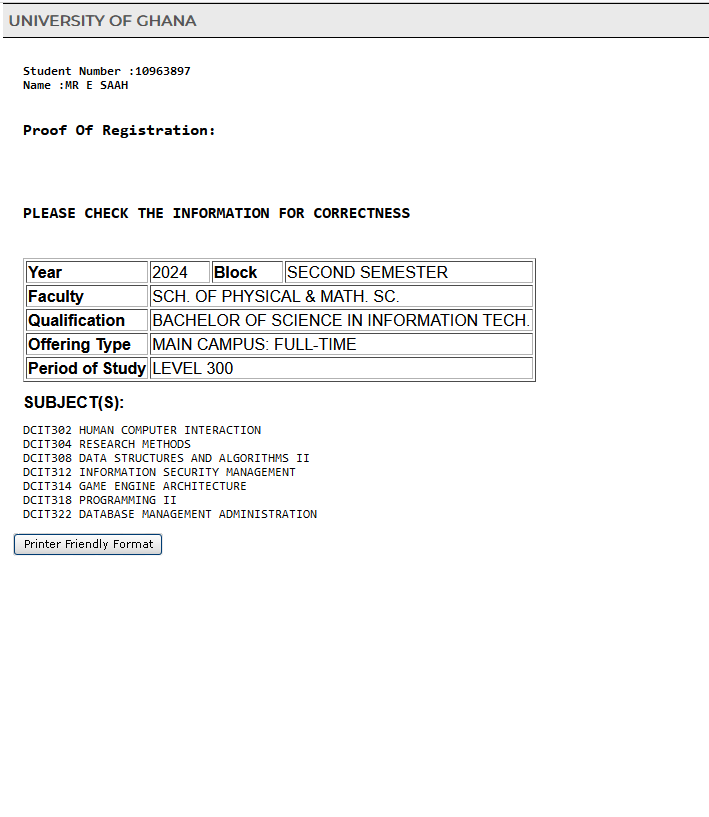 UNIVERSITY OF GHANA
Student Number :10963897
Name :MR E SAAH
Proof Of Registration:
PLEASE CHECK THE INFORMATION FOR CORRECTNESS
Year 2024 Block SECOND SEMESTER
Faculty SCH. OF PHYSICAL & MATH. SC.
Qualification BACHELOR OF SCIENCE IN INFORMATION TECH.
Offering Type MAIN CAMPUS: FULL-TIME
Period of Study LEVEL 300
SUBJECT(S):
DCIT302 HUMAN COMPUTER INTERACTION
DCIT304 RESEARCH METHODS
DCIT308 DATA STRUCTURES AND ALGORITHMS II
DCIT312 INFORMATION SECURITY MANAGEMENT
DCIT314 GAME ENGINE ARCHITECTURE
DCIT318 PROGRAMMING II
DCIT322 DATABASE MANAGEMENT ADMINISTRATION
Printer Friendly Format